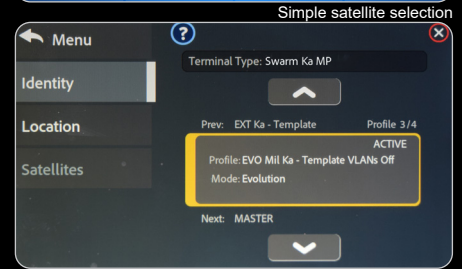 Simple satellite selection
Menu
?
Terminal Type: Swarm Ka MP
Identity
Prev: EXT Ka - Template Profile 3/4
Location
ACTIVE
Profile: EVO Mil Ka - Template VLANs Off
Satellites
Mode: Evolution
Next: MASTER